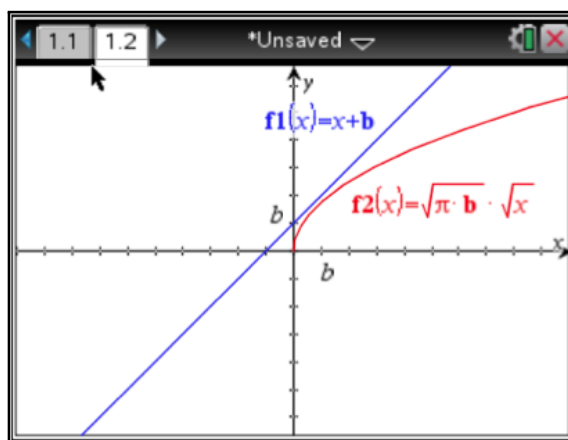 1.1 1.2 *Unsaved
y
f1(x)=x+b
f2(x)=√π·b · √x
b
x
b